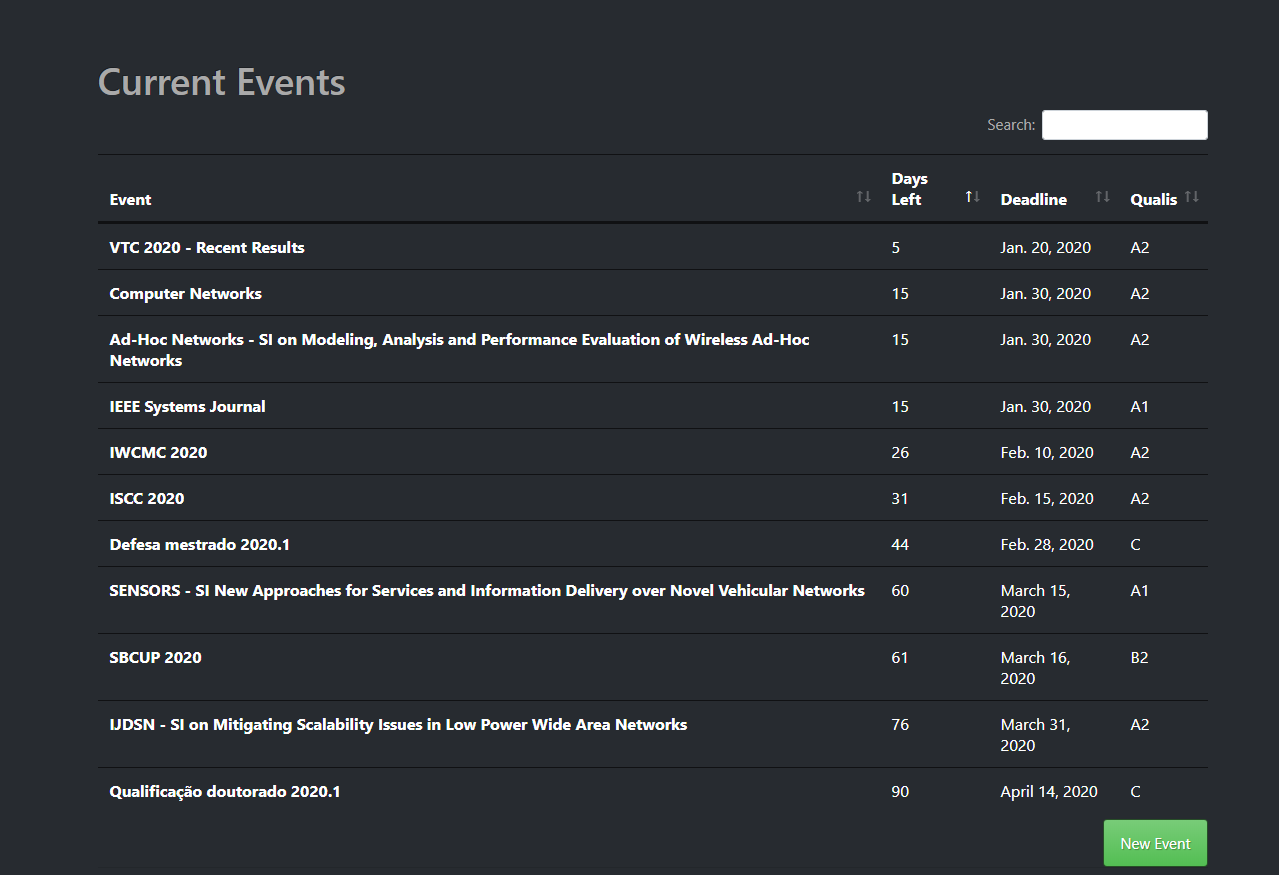 Current Events
Search:
Event Days Left Deadline Qualis
VTC 2020 - Recent Results 5 Jan. 20, 2020 A2
Computer Networks 15 Jan. 30, 2020 A2
Ad-Hoc Networks - SI on Modeling, Analysis and Performance Evaluation of Wireless Ad-Hoc Networks 15 Jan. 30, 2020 A2
IEEE Systems Journal 15 Jan. 30, 2020 A1
IWCMC 2020 26 Feb. 10, 2020 A2
ISCC 2020 31 Feb. 15, 2020 A2
Defesa mestrado 2020.1 44 Feb. 28, 2020 C
SENSORS - SI New Approaches for Services and Information Delivery over Novel Vehicular Networks 60 March 15, 2020 A1
SBCUP 2020 61 March 16, 2020 B2
IJDSN - SI on Mitigating Scalability Issues in Low Power Wide Area Networks 76 March 31, 2020 A2
Qualificação doutorado 2020.1 90 April 14, 2020 C
New Event